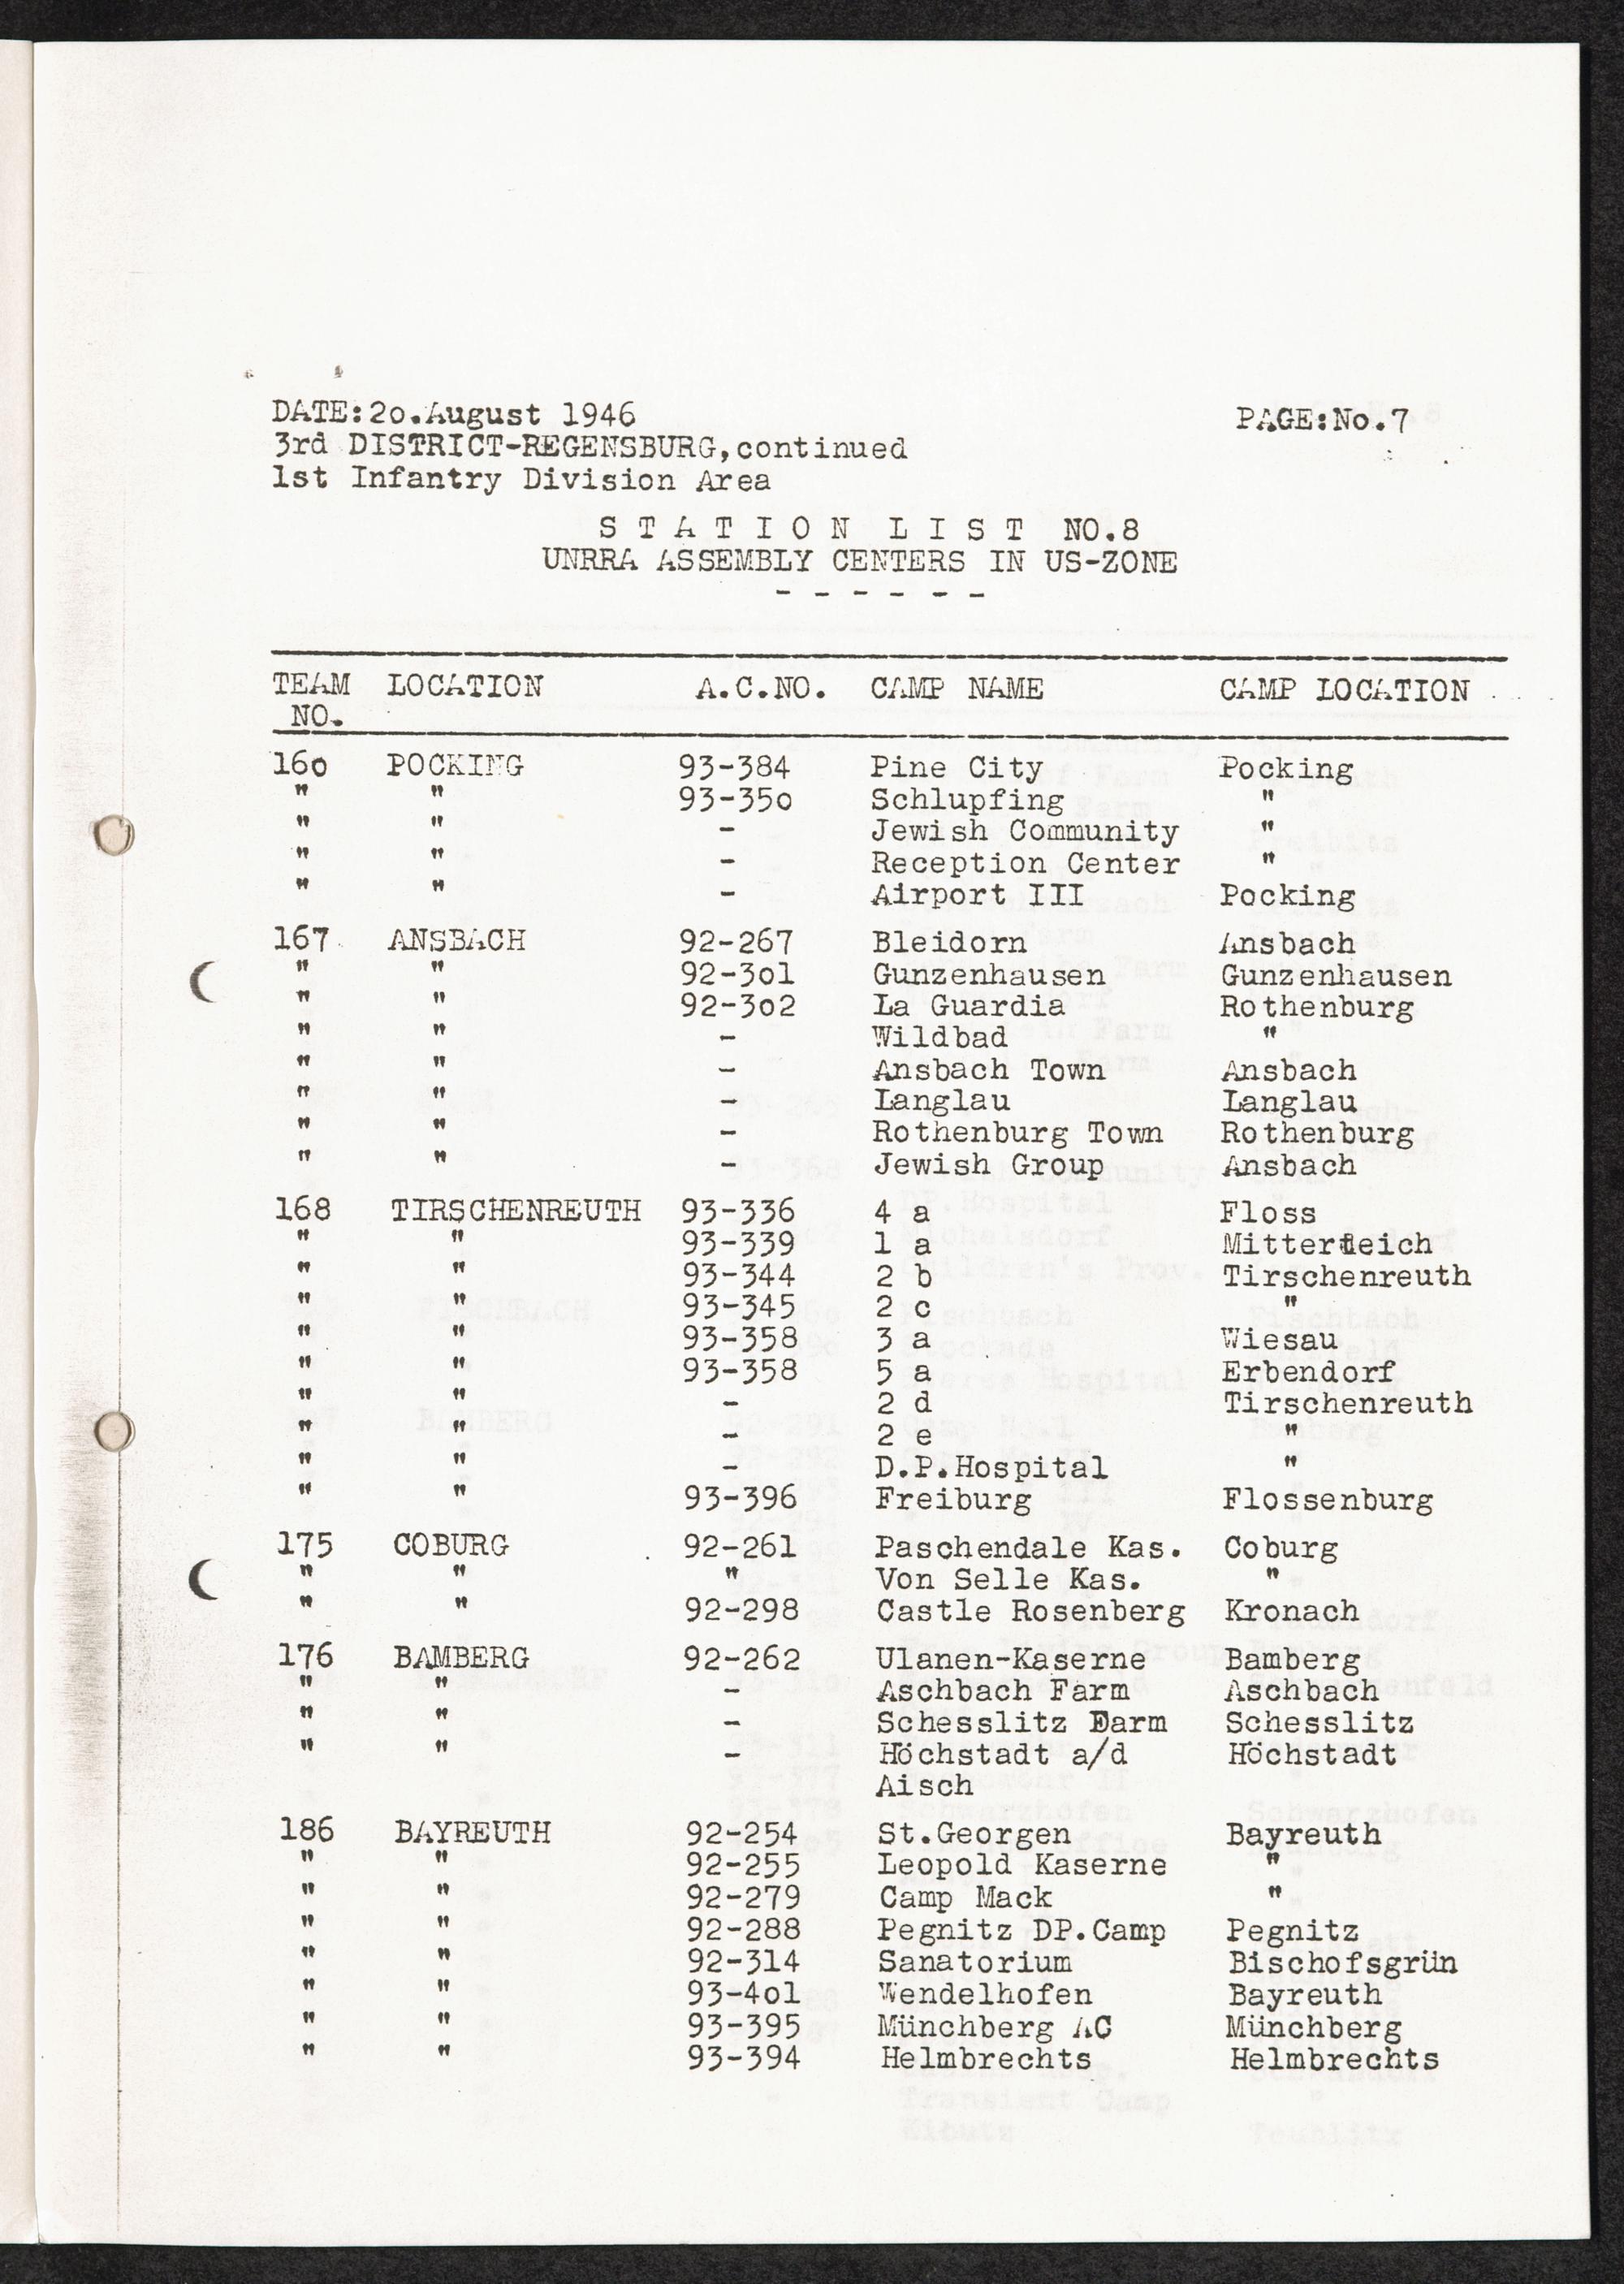 DATE:2o.August 1946 PAGE:No.7
3rd DISTRICT-REGENSBURG,continued
1st Infantry Division Area
S T A T I O N L I S T NO.8
UNRRA ASSEMBLY CENTERS IN US-ZONE
- - - - - -
TEAM LOCATION A.C.NO. CAMP NAME CAMP LOCATION
NO.
16o POCKING 93-384 Pine City Pocking
" " 93-35o Schlupfing "
" " - Jewish Community "
" " - Reception Center "
" " - Airport III Pocking
167 ANSBACH 92-267 Bleidorn Ansbach
" " 92-3o1 Gunzenhausen Gunzenhausen
" " 92-3o2 La Guardia Rothenburg
" " - Wildbad "
" " - Ansbach Town Ansbach
" " - Langlau Langlau
" " - Rothenburg Town Rothenburg
" " - Jewish Group Ansbach
168 TIRSCHENREUTH 93-336 4 a Floss
" " 93-339 1 a Mitterteich
" " 93-344 2 b Tirschenreuth
" " 93-345 2 c "
" " 93-358 3 a Wiesau
" " 93-358 5 a Erbendorf
" " - 2 d Tirschenreuth
" " - 2 e "
" " - D.P.Hospital "
" " 93-396 Freiburg Flossenburg
175 COBURG 92-261 Paschendale Kas. Coburg
" " " Von Selle Kas. "
" " 92-298 Castle Rosenberg Kronach
176 BAMBERG 92-262 Ulanen-Kaserne Bamberg
" " - Aschbach Farm Aschbach
" " - Schesslitz Farm Schesslitz
" " - Höchstadt a/d Höchstadt
Aisch
186 BAYREUTH 92-254 St.Georgen Bayreuth
" " 92-255 Leopold Kaserne "
" " 92-279 Camp Mack "
" " 92-288 Pegnitz DP.Camp Pegnitz
" " 92-314 Sanatorium Bischofsgrün
" " 93-4o1 Wendelhofen Bayreuth
" " 93-395 Münchberg AC Münchberg
" " 93-394 Helmbrechts Helmbrechts